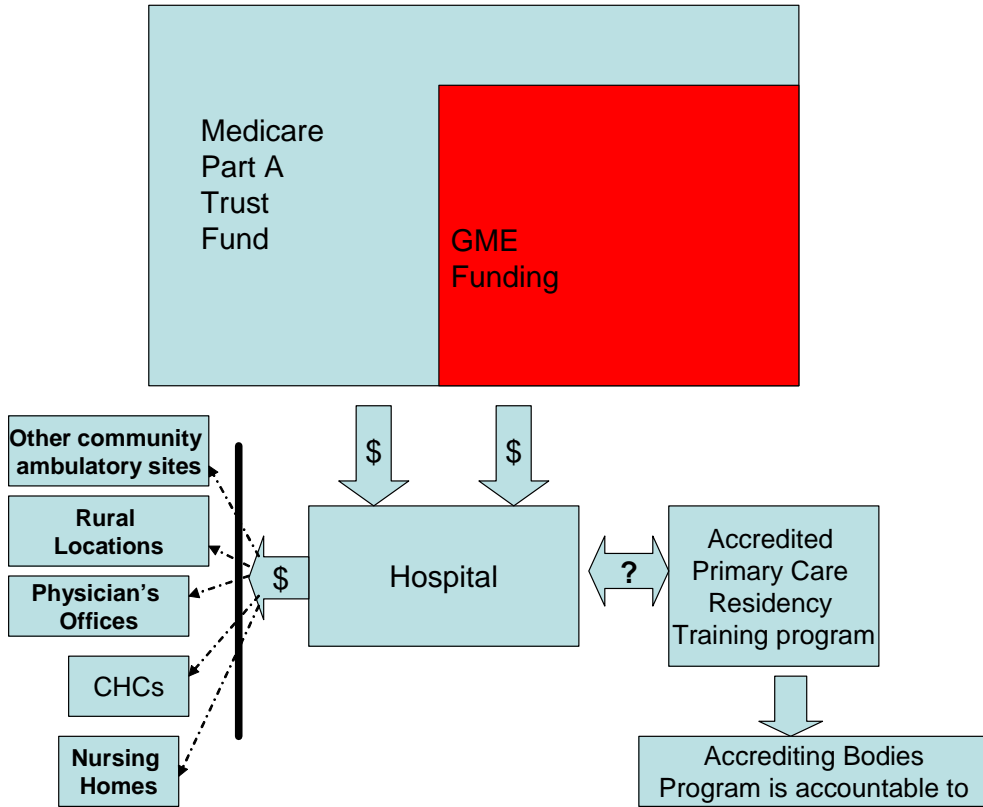 Medicare
Part A
Trust
Fund
GME
Funding
$
$
Other community
ambulatory sites
Rural
Locations
Physician's
Offices
CHCs
Nursing
Homes
$
Hospital
?
Accredited
Primary Care
Residency
Training program
Accrediting Bodies
Program is accountable to